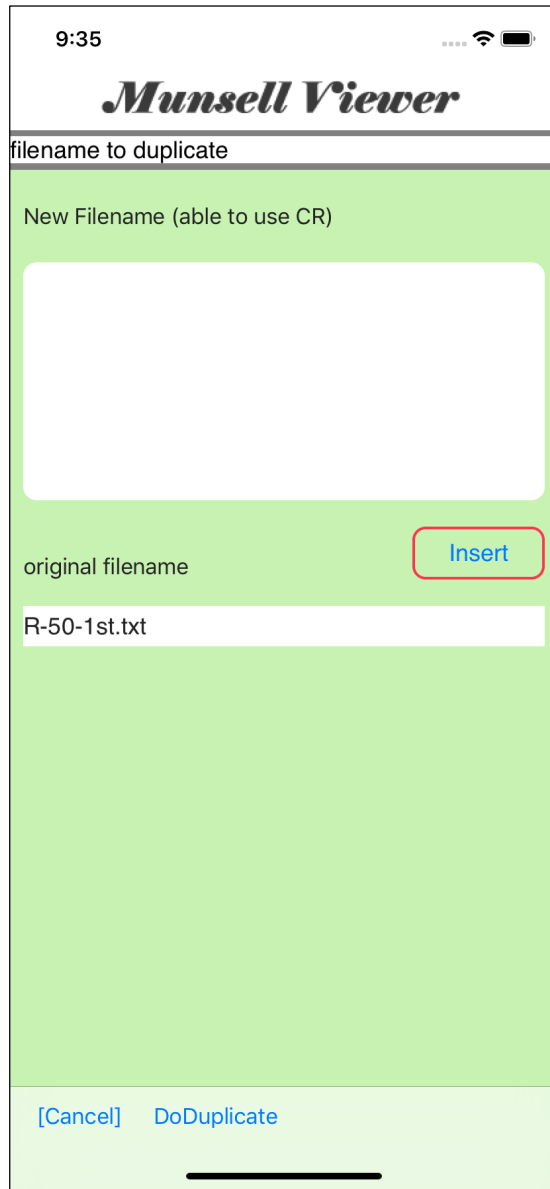 9:35
Munsell Viewer
filename to duplicate
New Filename (able to use CR)
Insert
original filename
R-50-1st.txt
[Cancel] DoDuplicate